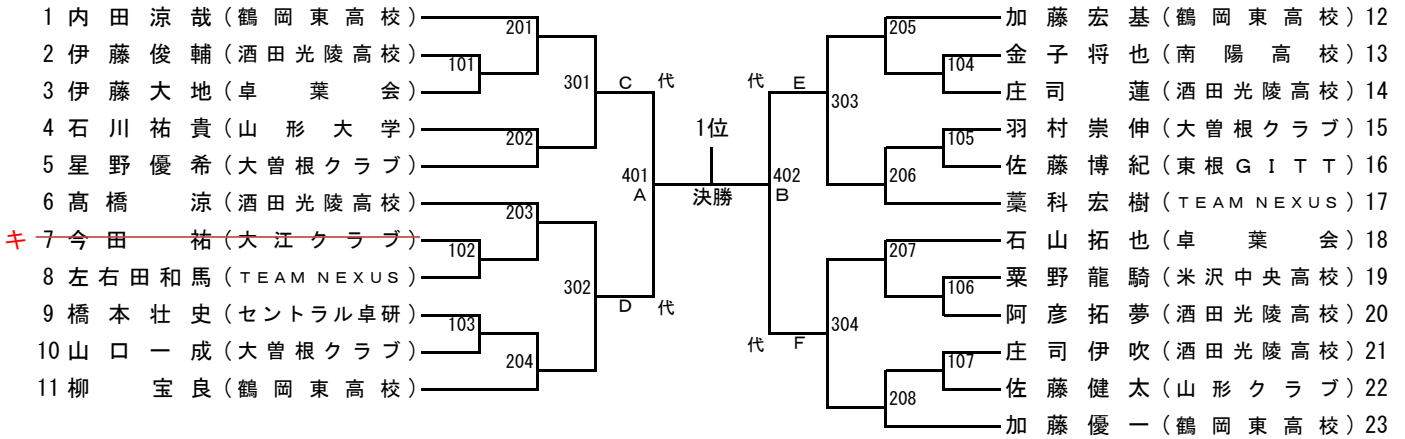 1 内田涼哉(鶴岡東高校)
2 伊藤俊輔(酒田光陵高校)
3 伊藤大地(卓葉会)
4 石川祐貴(山形大学)
5 星野優希(大曽根クラブ)
6 髙橋涼(酒田光陵高校)
キ 7 今田祐(大江クラブ)
8 左右田和馬(TEAM NEXUS)
9 橋本壮史(セントラル卓研)
10 山口一成(大曽根クラブ)
11 柳宝良(鶴岡東高校)
201
101
202
203
102
103
204
301
302
C 代
D 代
401
A
1位
決勝
402
B
代 E
代 F
303
304
205
104
105
206
207
106
107
208
加藤宏基(鶴岡東高校) 12
金子将也(南陽高校) 13
庄司蓮(酒田光陵高校) 14
羽村崇伸(大曽根クラブ) 15
佐藤博紀(東根GITT) 16
藁科宏樹(TEAM NEXUS) 17
石山拓也(卓葉会) 18
粟野龍騎(米沢中央高校) 19
阿彦拓夢(酒田光陵高校) 20
庄司伊吹(酒田光陵高校) 21
佐藤健太(山形クラブ) 22
加藤優一(鶴岡東高校) 23